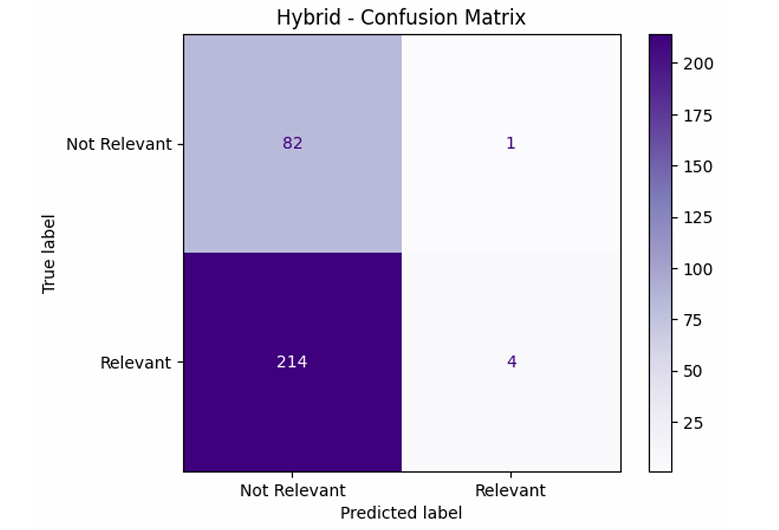 Hybrid - Confusion Matrix
True label
Not Relevant
82
1
Relevant
214
4
Not Relevant
Relevant
Predicted label
200
175
150
125
100
75
50
25